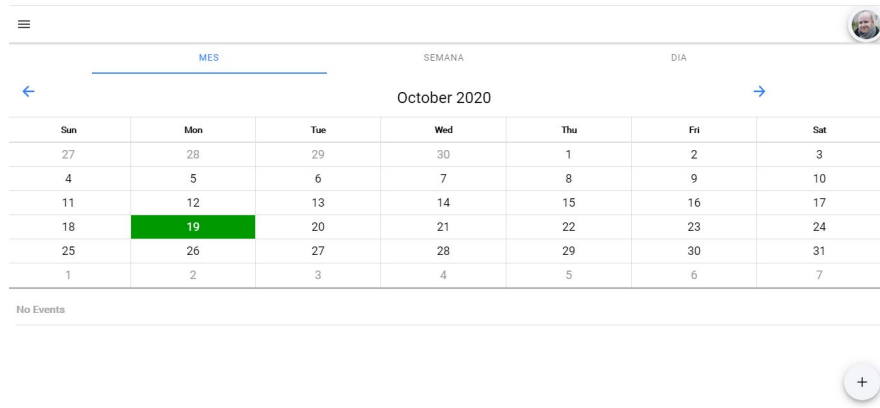 MES SEMANA DIA
October 2020
Sun Mon Tue Wed Thu Fri Sat
27 28 29 30 1 2 3
4 5 6 7 8 9 10
11 12 13 14 15 16 17
18 19 20 21 22 23 24
25 26 27 28 29 30 31
1 2 3 4 5 6 7
No Events
+